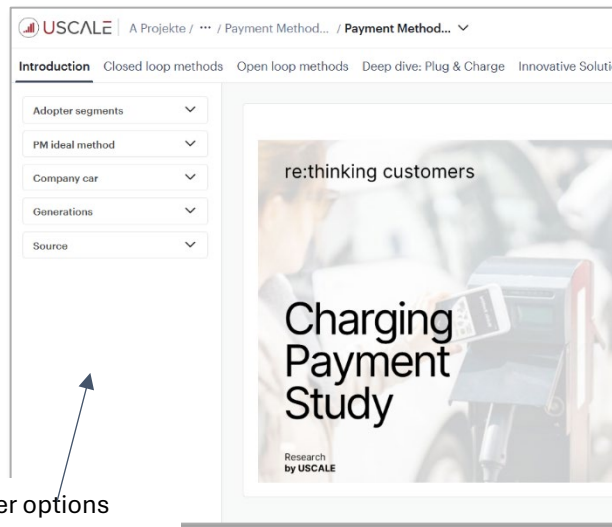 USCALE A Projekte / ··· / Payment Method... / Payment Method...
Introduction Closed loop methods Open loop methods Deep dive: Plug & Charge Innovative Soluti
Adopter segments
PM ideal method
Company car
Generations
Source
re:thinking customers
Charging
Payment
Study
Research
by USCALE
er options